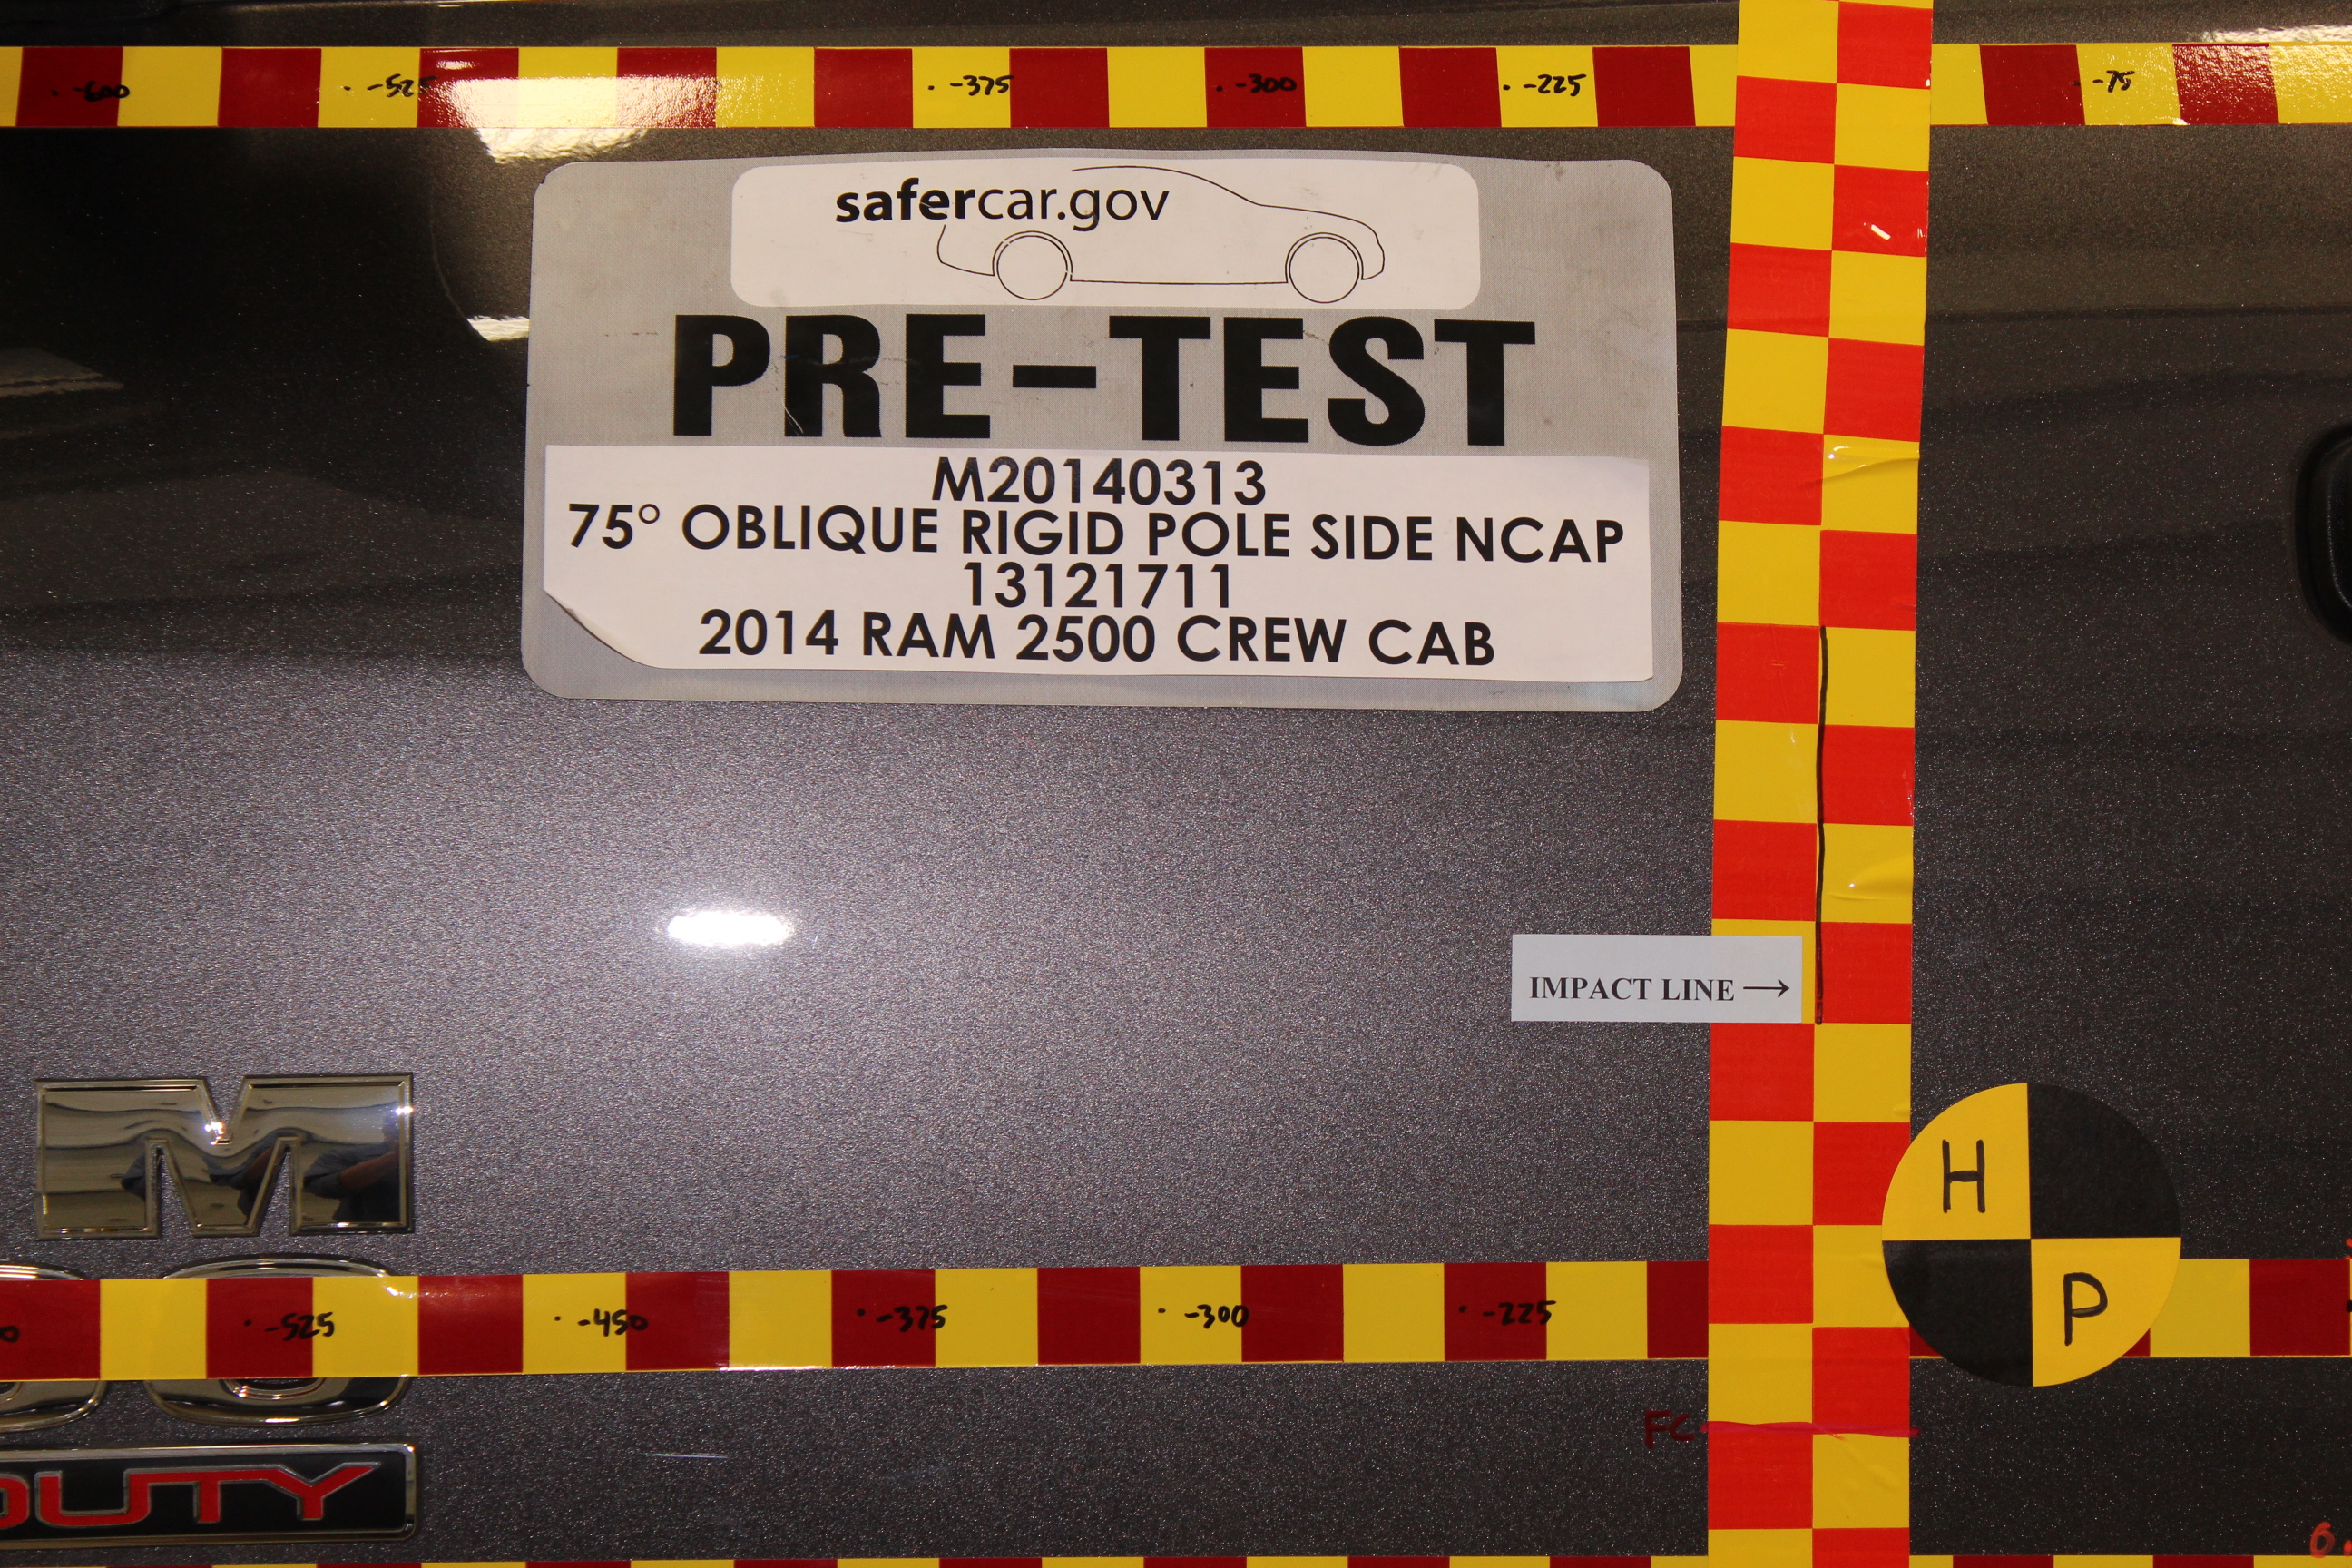 -600 -525 -375 -300 -225 -75
safercar.gov
PRE-TEST
M20140313
75° OBLIQUE RIGID POLE SIDE NCAP
13121711
2014 RAM 2500 CREW CAB
IMPACT LINE →
M
H
P
-525 -450 -375 -300 -225
FC
DUTY
6